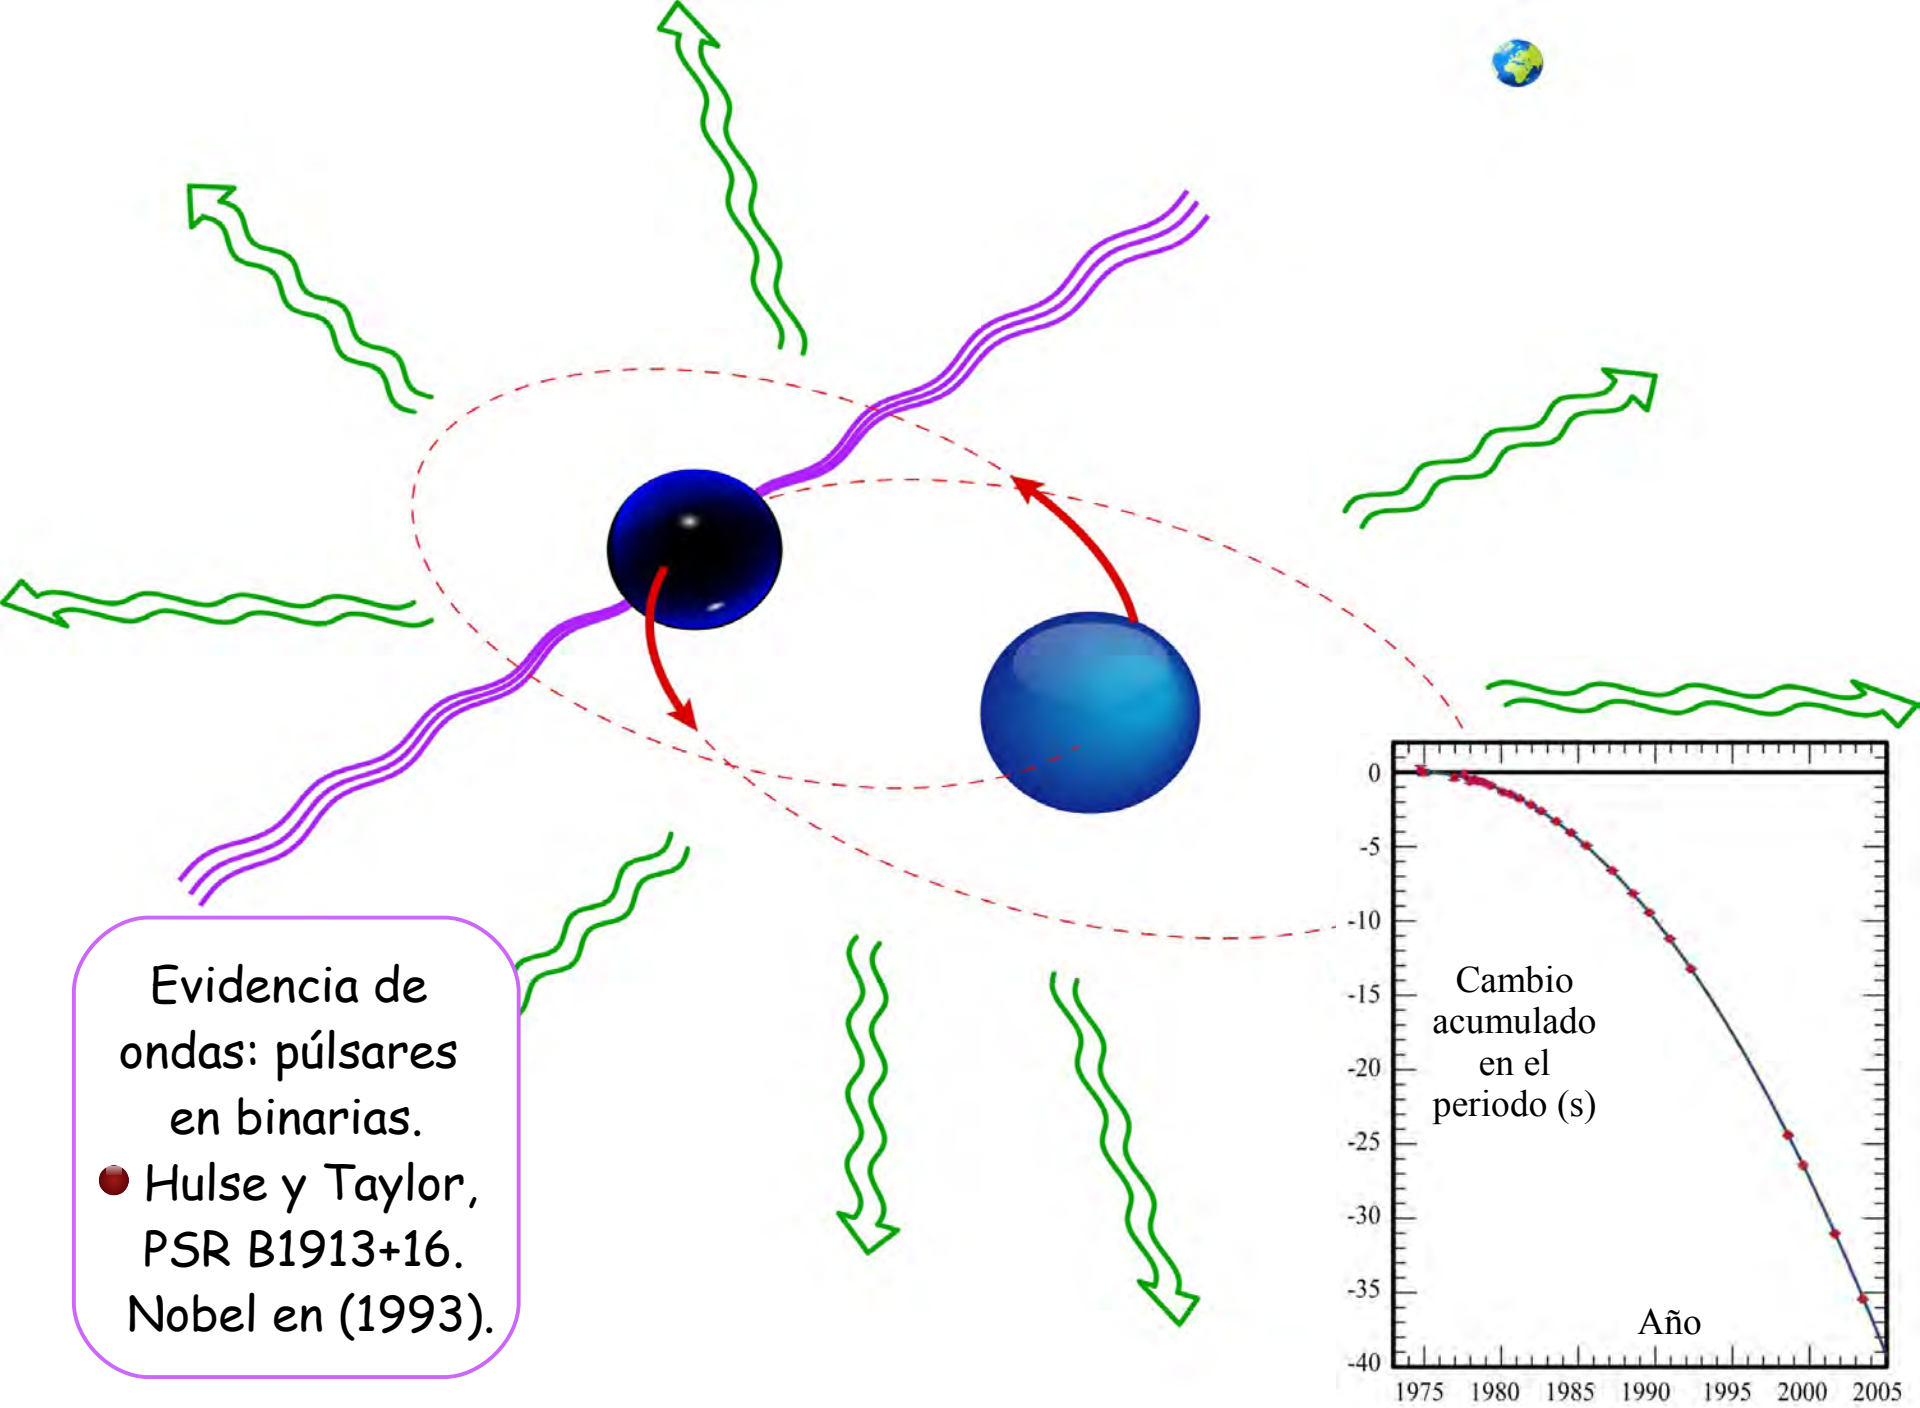 Evidencia de
ondas: púlsares
en binarias.
Hulse y Taylor,
PSR B1913+16.
Nobel en (1993).
0
-5
-10
-15
-20
-25
-30
-35
-40
Cambio
acumulado
en el
periodo (s)
Año
1975 1980 1985 1990 1995 2000 2005